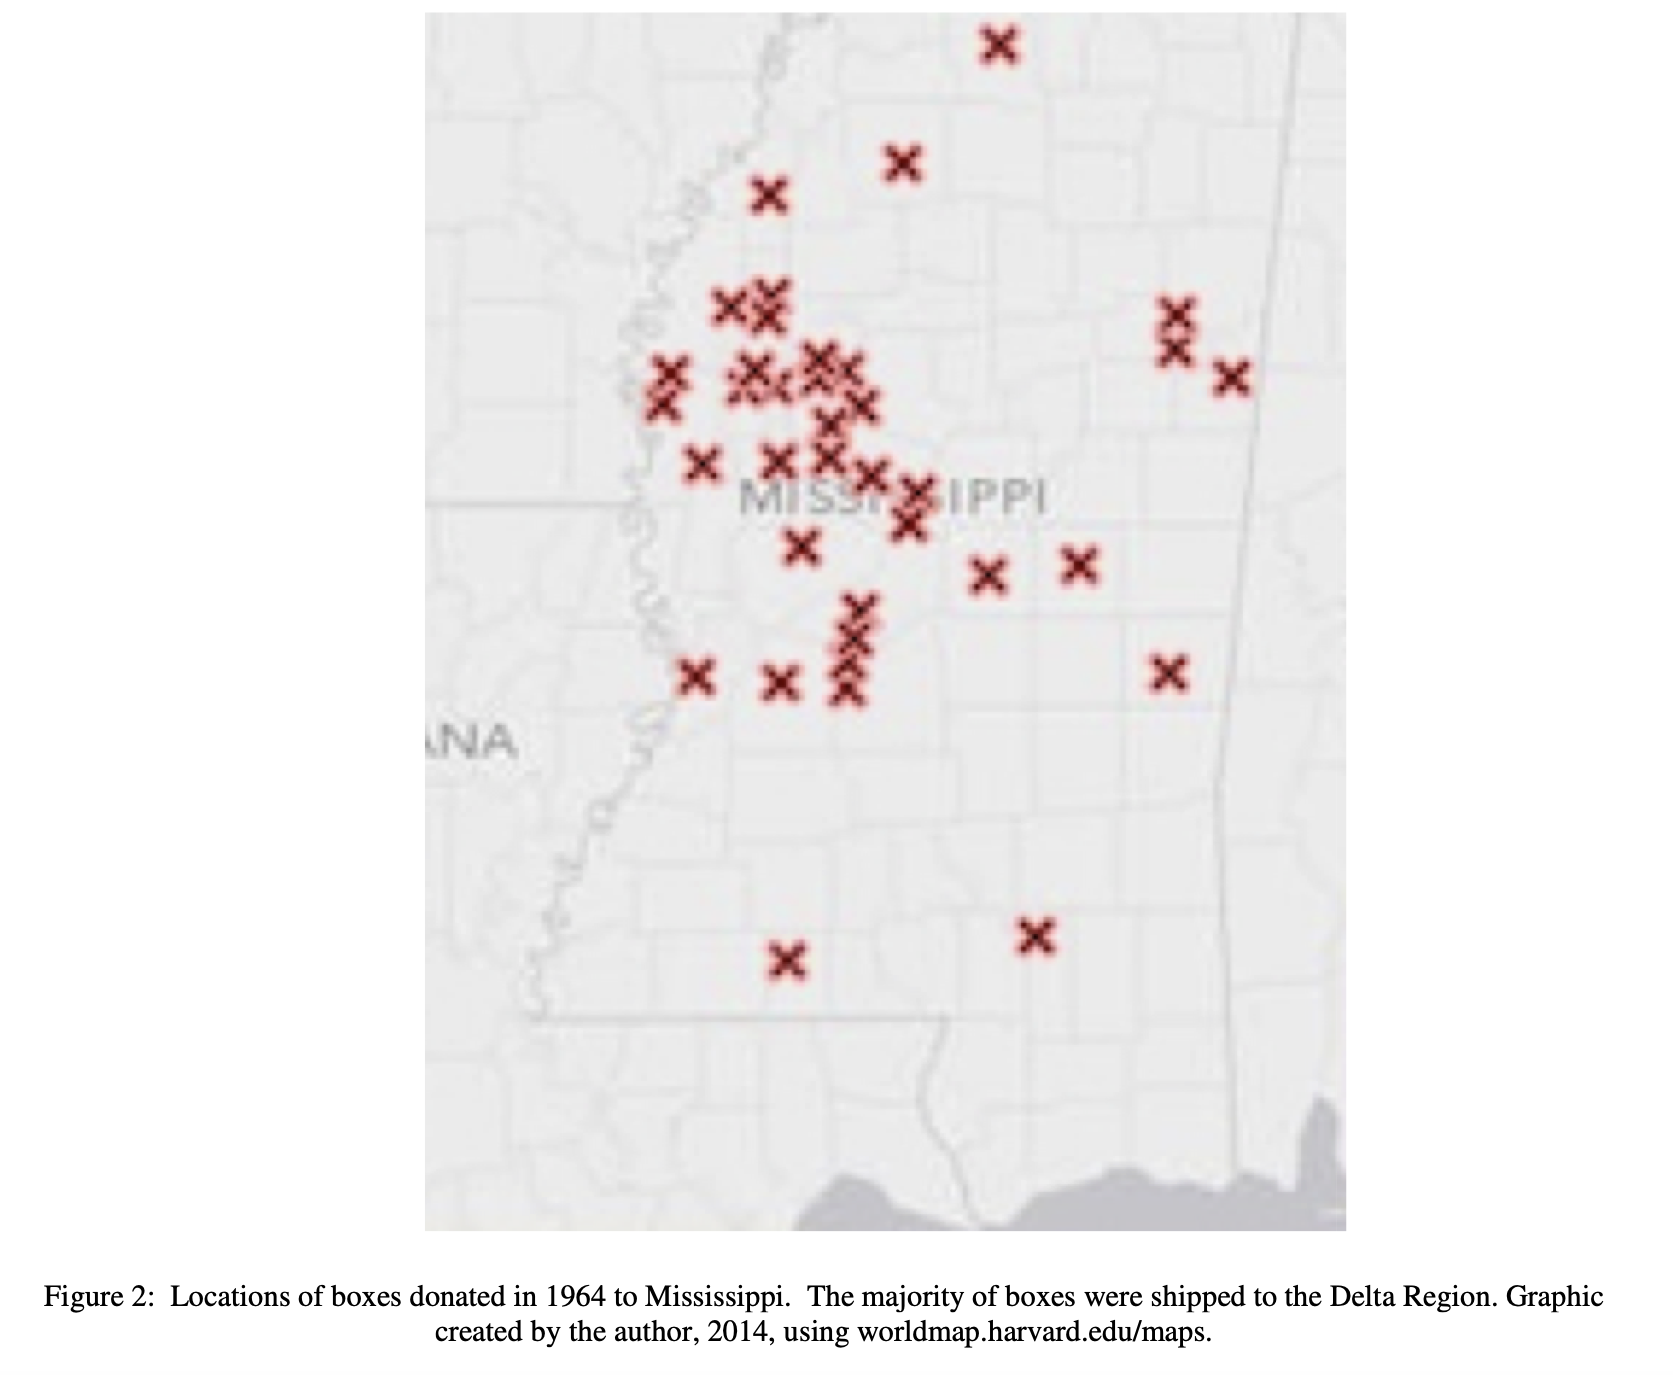 MISSISSIPPI
ANA
Figure 2: Locations of boxes donated in 1964 to Mississippi. The majority of boxes were shipped to the Delta Region. Graphic
created by the author, 2014, using worldmap.harvard.edu/maps.